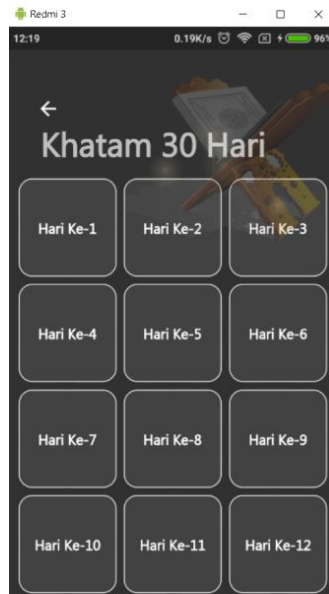 Redmi 3
12:19 0.19K/s 96%
Khatam 30 Hari
Hari Ke-1 Hari Ke-2 Hari Ke-3
Hari Ke-4 Hari Ke-5 Hari Ke-6
Hari Ke-7 Hari Ke-8 Hari Ke-9
Hari Ke-10 Hari Ke-11 Hari Ke-12